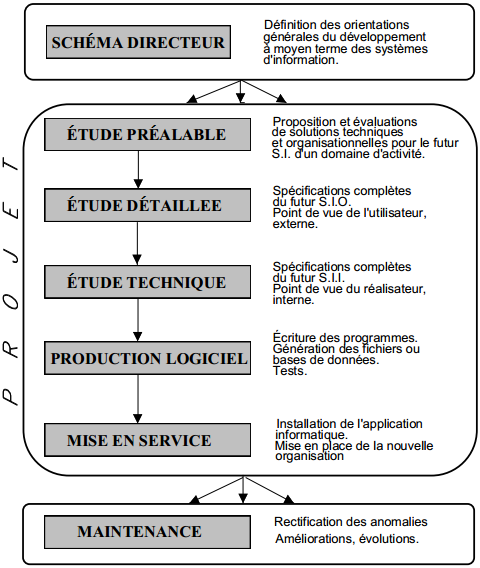 SCHÉMA DIRECTEUR
Définition des orientations
générales du développement
à moyen terme des systèmes
d'information.
PROJET
ÉTUDE PRÉALABLE
Proposition et évaluations
de solutions techniques
et organisationnelles pour le futur
S.I. d'un domaine d'activité.
ÉTUDE DÉTAILLEE
Spécifications complètes
du futur S.I.O.
Point de vue de l'utilisateur,
externe.
ÉTUDE TECHNIQUE
Spécifications complètes
du futur S.I.I.
Point de vue du réalisateur,
interne.
PRODUCTION LOGICIEL
Écriture des programmes.
Génération des fichiers ou
bases de données.
Tests.
MISE EN SERVICE
Installation de l'application
informatique.
Mise en place de la nouvelle
organisation
MAINTENANCE
Rectification des anomalies
Améliorations, évolutions.